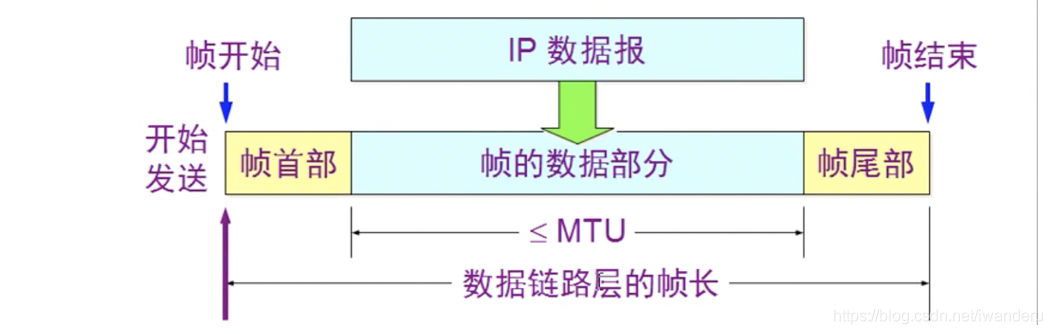 IP 数据报
帧开始
帧结束
开始
发送
帧首部
帧的数据部分
帧尾部
≤ MTU
数据链路层的帧长
https://blog.csdn.net/iwanderu